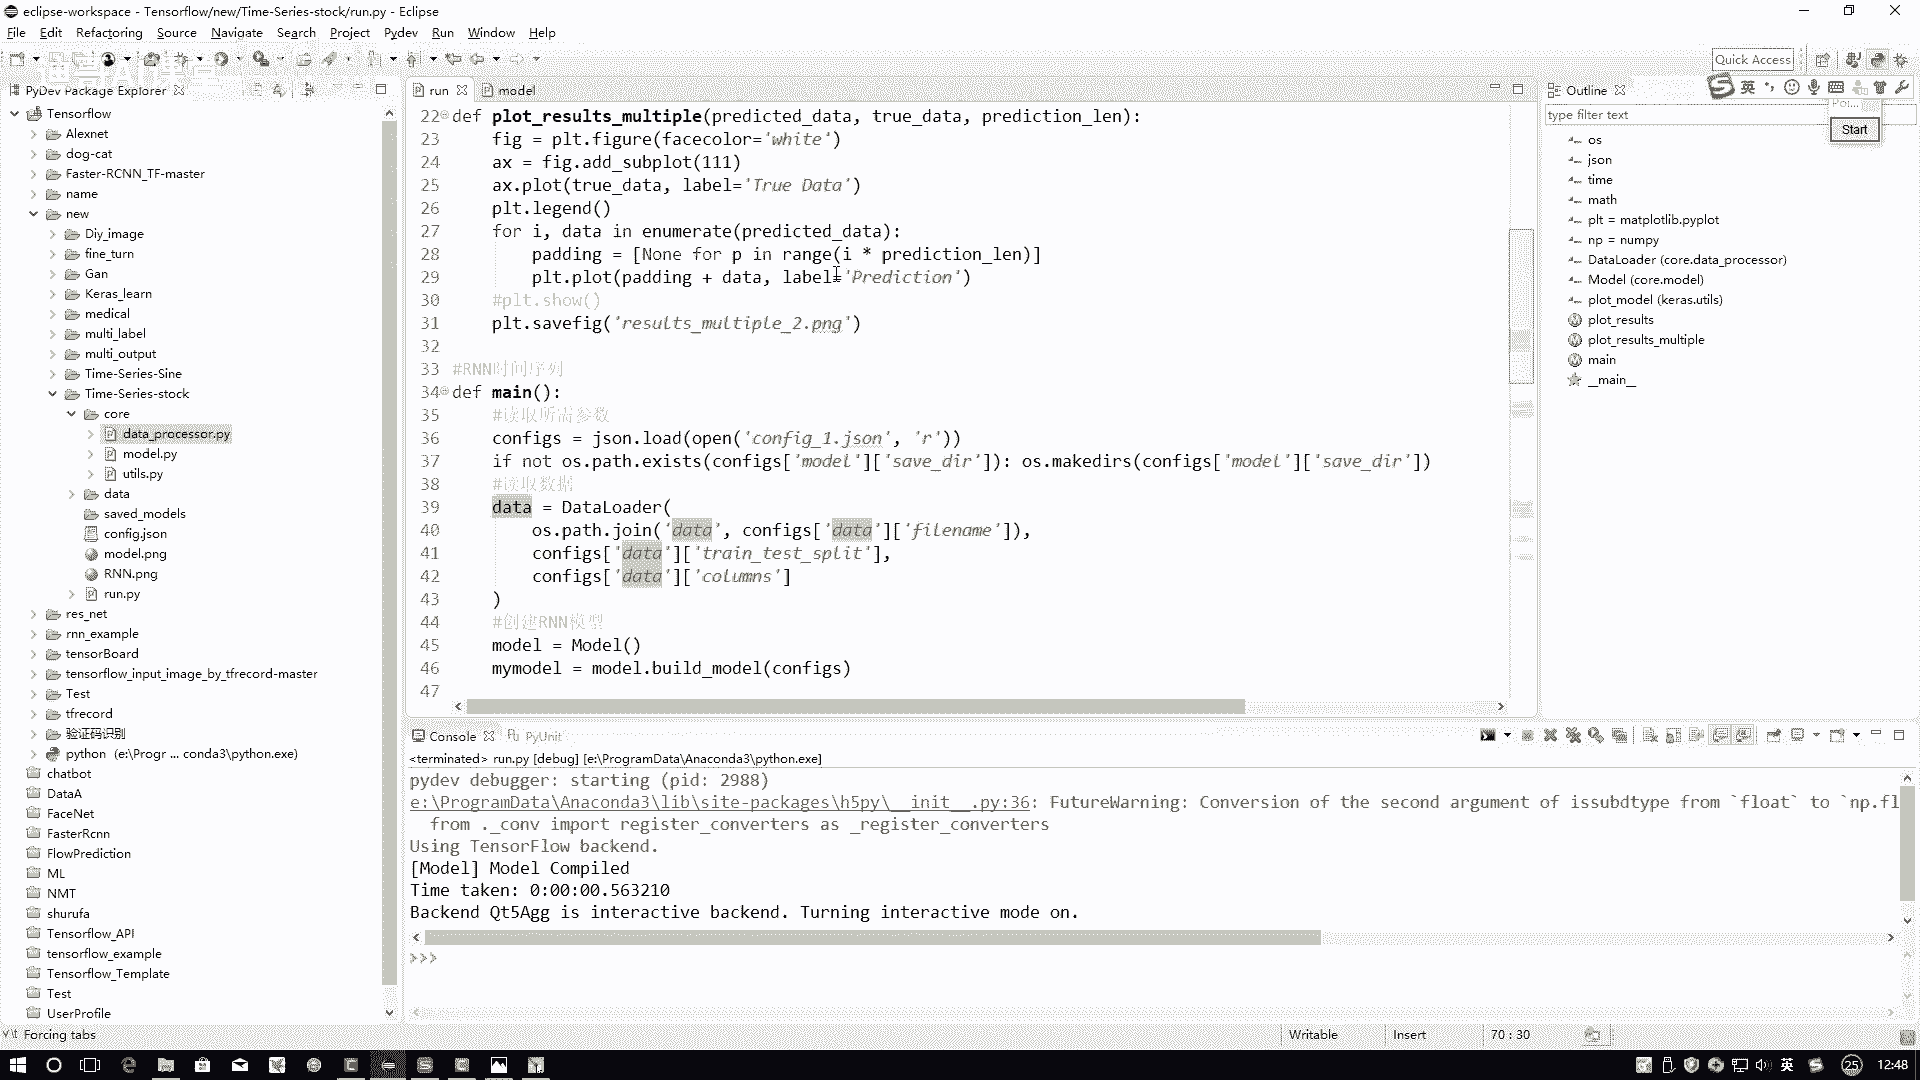 eclipse-workspace - Tensorflow/new/Time-Series-stock/run.py - Eclipse
File Edit Refactoring Source Navigate Search Project Pydev Run Window Help
Quick Access
PyDev Package Explorer
Tensorflow
Alexnet
dog-cat
Faster-RCNN_TF-master
name
new
Diy_image
fine_turn
Gan
Keras_learn
medical
multi_label
multi_output
Time-Series-Sine
Time-Series-stock
core
data_processor.py
model.py
utils.py
data
saved_models
config.json
model.png
RNN.png
run.py
res_net
rnn_example
tensorBoard
tensorflow_input_image_by_tfrecord-master
Test
tfrecord
验证码识别
python (e:\Progr ... conda3\python.exe)
chatbot
DataA
FaceNet
FasterRcnn
FlowPrediction
ML
NMT
shurufa
Tensorflow_API
tensorflow_example
Tensorflow_Template
Test
UserProfile
run model
22 def plot_results_multiple(predicted_data, true_data, prediction_len):
23 fig = plt.figure(facecolor='white')
24 ax = fig.add_subplot(111)
25 ax.plot(true_data, label='True Data')
26 plt.legend()
27 for i, data in enumerate(predicted_data):
28 padding = [None for p in range(i * prediction_len)]
29 plt.plot(padding + data, label='Prediction')
30 #plt.show()
31 plt.savefig('results_multiple_2.png')
32
33 #RNN时间序列
34 def main():
35 #读取所需参数
36 configs = json.load(open('config_1.json', 'r'))
37 if not os.path.exists(configs['model']['save_dir']): os.makedirs(configs['model']['save_dir'])
38 #读取数据
39 data = DataLoader(
40 os.path.join('data', configs['data']['filename']),
41 configs['data']['train_test_split'],
42 configs['data']['columns']
43 )
44 #创建RNN模型
45 model = Model()
46 mymodel = model.build_model(configs)
47
Outline
英
Start
type filter text
os
json
time
math
plt = matplotlib.pyplot
np = numpy
DataLoader (core.data_processor)
Model (core.model)
plot_model (keras.utils)
plot_results
plot_results_multiple
main
__main__
Console PyUnit
<terminated> run.py [debug] [e:\ProgramData\Anaconda3\python.exe]
pydev debugger: starting (pid: 2988)
e:\ProgramData\Anaconda3\lib\site-packages\h5py\__init__.py:36: FutureWarning: Conversion of the second argument of issubdtype from `float` to `np.fl
from ._conv import register_converters as _register_converters
Using TensorFlow backend.
[Model] Model Compiled
Time taken: 0:00:00.563210
Backend Qt5Agg is interactive backend. Turning interactive mode on.
>>>
Forcing tabs
Writable Insert 70 : 30
英 25 12:48